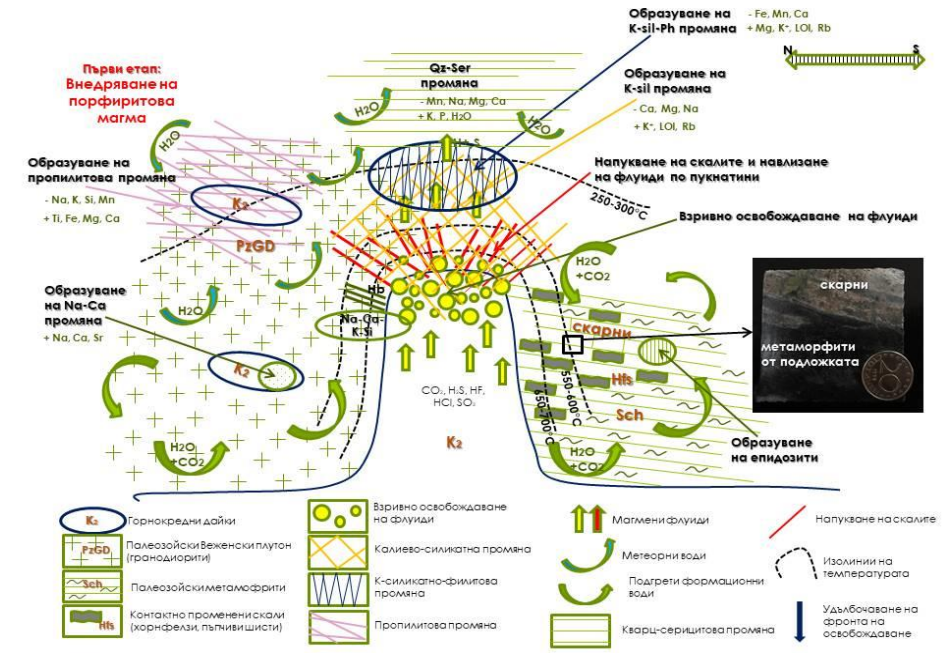 Образуване на
K-sil-Ph промяна
- Fe, Mn, Ca
+ Mg, K⁺, LOI, Rb
N
S
Първи етап:
Внедряване на
порфиритова
магма
Qz-Ser
промяна
- Mn, Na, Mg, Ca
+ K, P, H₂O
Образуване на
K-sil промяна
- Ca, Mg, Na
+ K⁺, LOI, Rb
H₂O
H₂O
H₂O
Образуване на
пропилитова промяна
- Na, K, Si, Mn
+ Ti, Fe, Mg, Ca
K₂
PzGD
Напукване на скалите и навлизане
на флуиди по пукнатини
250-300°C
Взривно освобождаване на флуиди
H₂O
+CO2
Образуване
на Na-Ca
промяна
+ Na, Ca, Sr
H₂O
Hb
Na-Ca-
K-Si
K₂
скарни
Hfs
Sch
550-600°C
650-700°C
скарни
метаморфити
от подложката
CO₂, H₂S, HF,
HCl, SO₂
K₂
H₂O
+CO2
H₂O
+CO2
Образуване
на епидозити
K₂
Горнокредни дайки
PzGD
Палеозойски Веженски плутон
(гранодиорити)
Sch
Палеозойски метаморфити
Hfs
Контактно променени скали
(хорнфелзи, пъпчиви шисти)
Взривно освобождаване
на флуиди
Калиево-силикатна промяна
К-силикатно-филитова
промяна
Пропилитова промяна
Магмени флуиди
Метеорни води
Подгрети формационни
води
Кварц-серицитова промяна
Напукване на скалите
Изолинии на
температурата
Удълбочаване на
фронта на
освобождаване